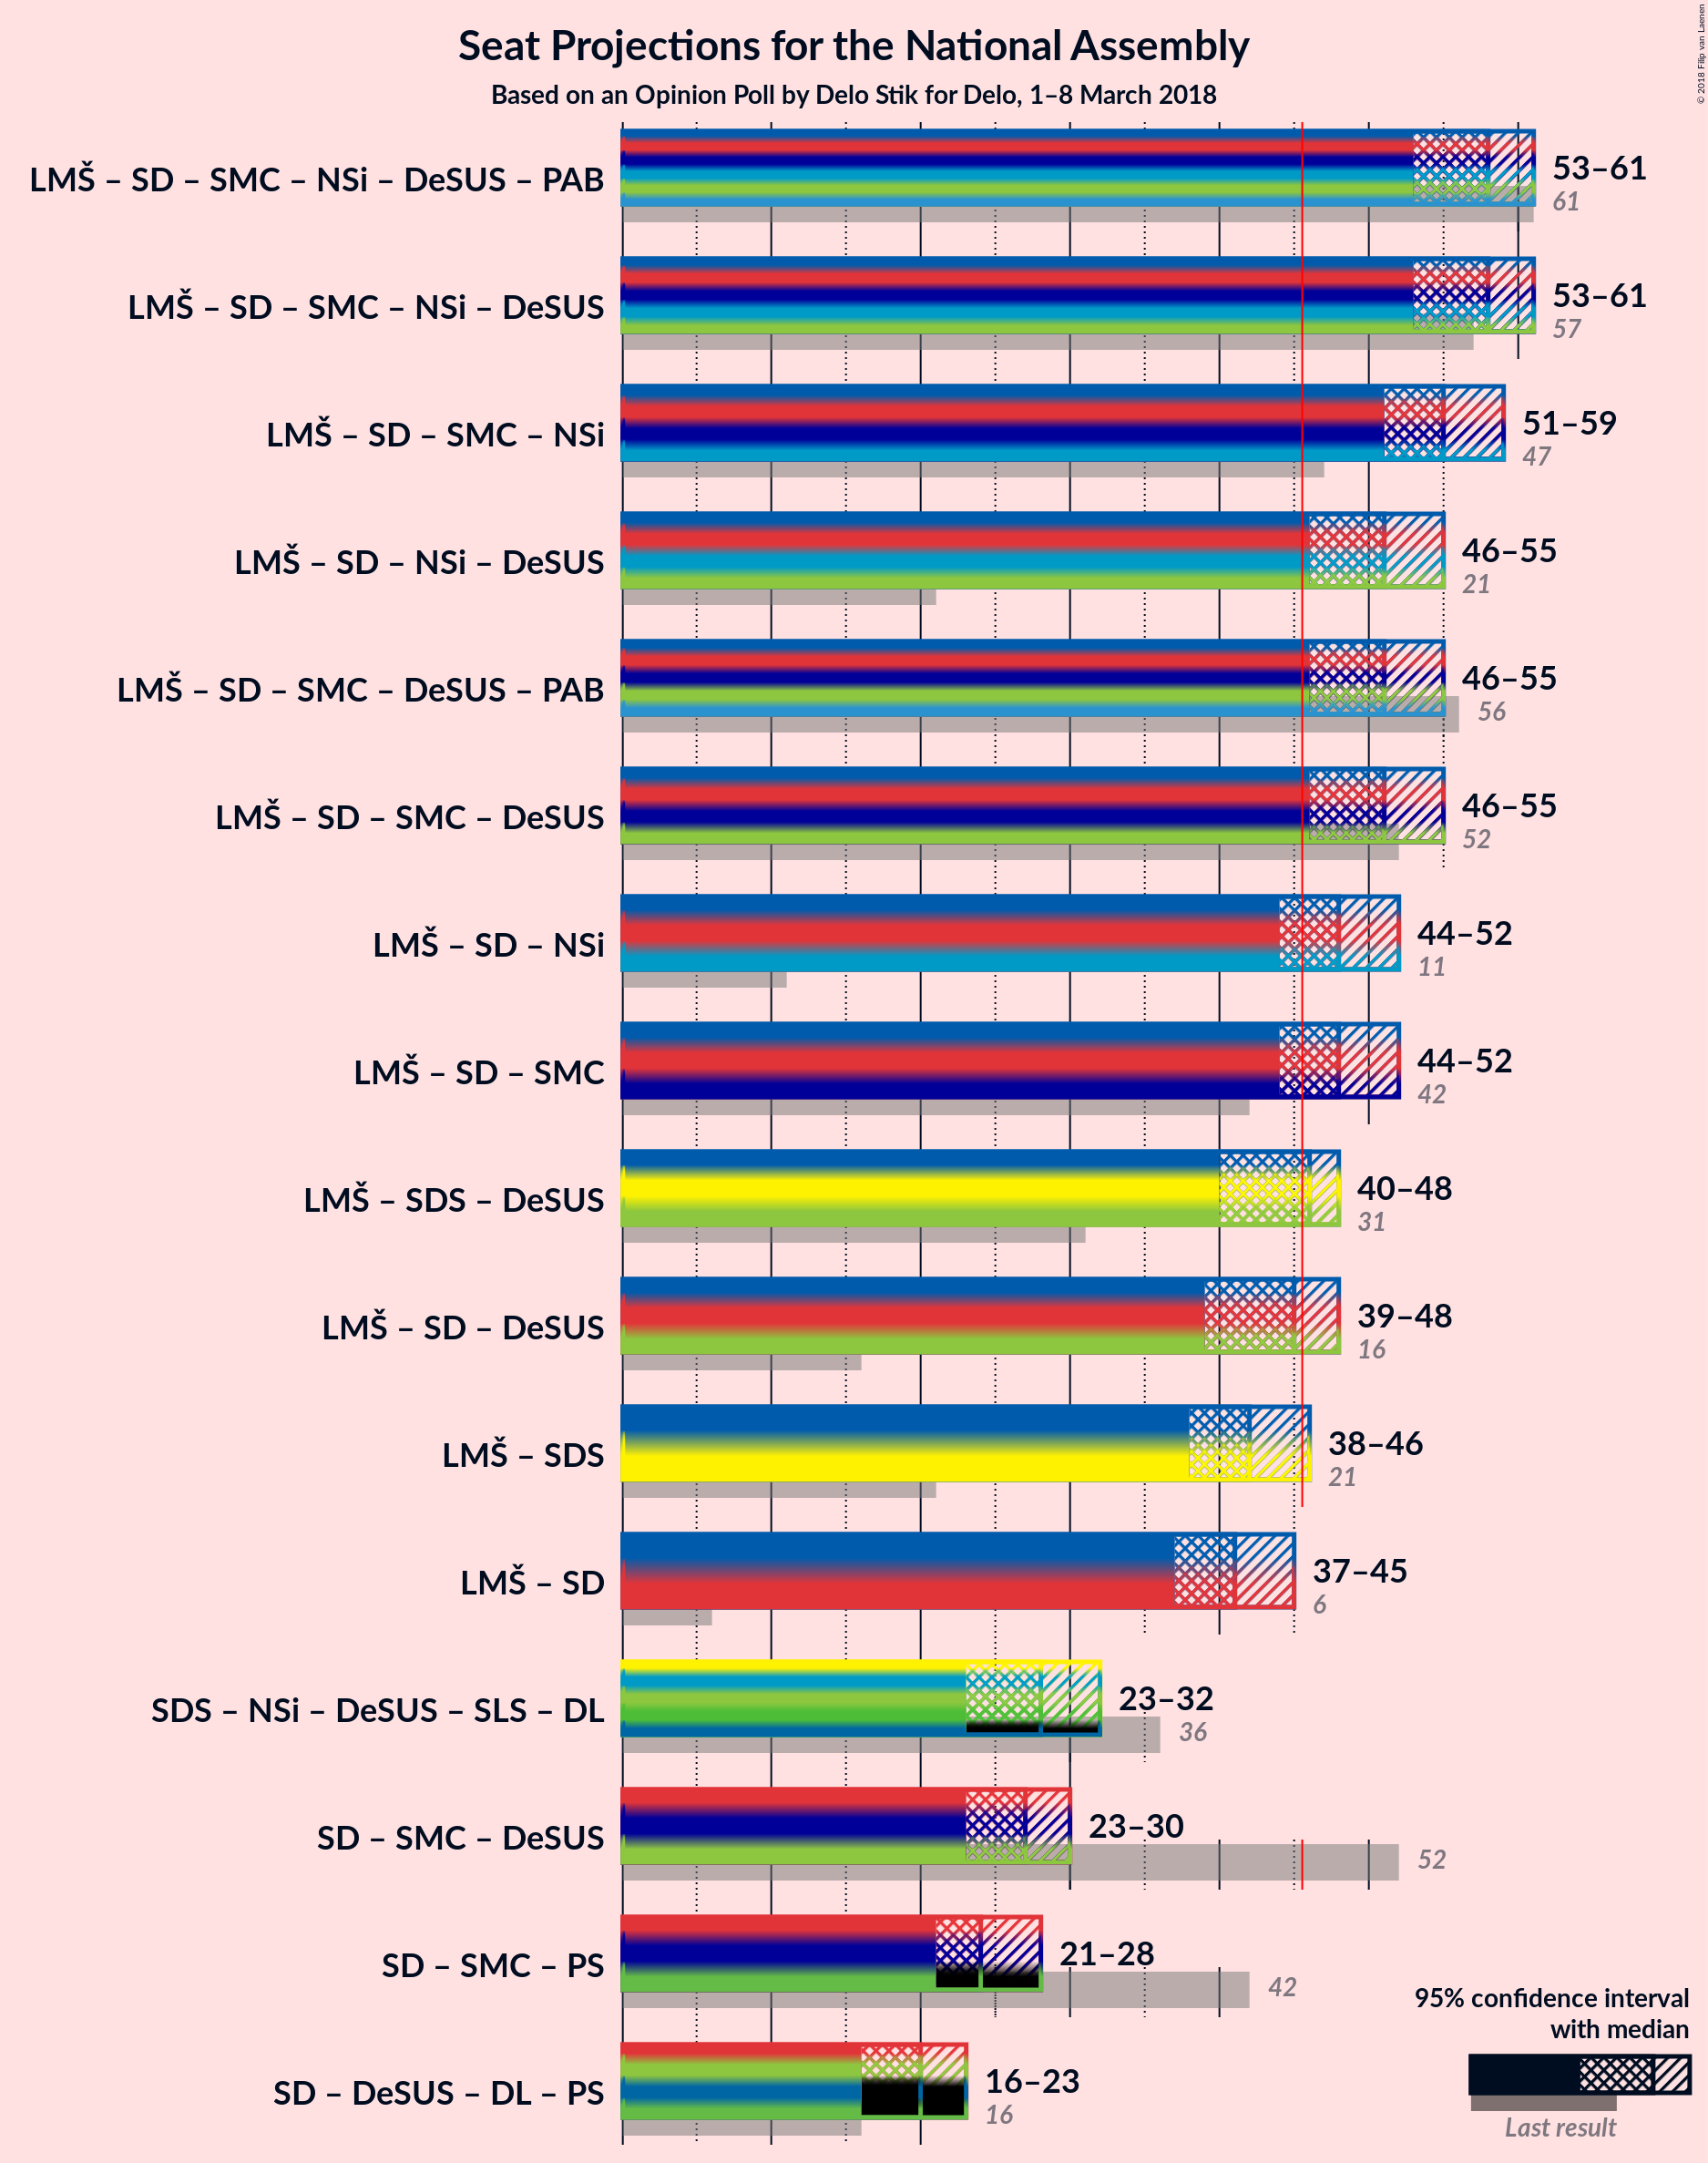 Seat Projections for the National Assembly
Based on an Opinion Poll by Delo Stik for Delo, 1–8 March 2018
© 2018 Filip van Laenen
LMŠ – SD – SMC – NSi – DeSUS – PAB
53–61
61
LMŠ – SD – SMC – NSi – DeSUS
53–61
57
LMŠ – SD – SMC – NSi
51–59
47
LMŠ – SD – NSi – DeSUS
46–55
21
LMŠ – SD – SMC – DeSUS – PAB
46–55
56
LMŠ – SD – SMC – DeSUS
46–55
52
LMŠ – SD – NSi
44–52
11
LMŠ – SD – SMC
44–52
42
LMŠ – SDS – DeSUS
40–48
31
LMŠ – SD – DeSUS
39–48
16
LMŠ – SDS
38–46
21
LMŠ – SD
37–45
6
SDS – NSi – DeSUS – SLS – DL
23–32
36
SD – SMC – DeSUS
23–30
52
SD – SMC – PS
21–28
42
SD – DeSUS – DL – PS
16–23
16
95% confidence interval
with median
Last result